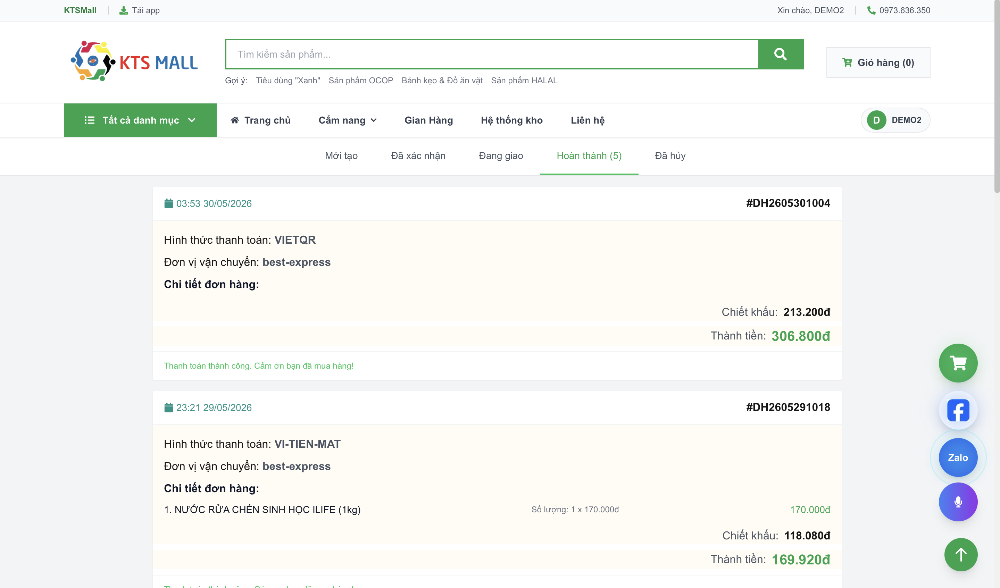 KTSMall
Tải app
Xin chào, DEMO2
0973.636.350
KTS MALL
Tìm kiếm sản phẩm...
Giỏ hàng (0)
Gợi ý: Tiêu dùng "Xanh" Sản phẩm OCOP Bánh kẹo & Đồ ăn vặt Sản phẩm HALAL
Tất cả danh mục
Trang chủ
Cẩm nang
Gian Hàng
Hệ thống kho
Liên hệ
D DEMO2
Mới tạo
Đã xác nhận
Đang giao
Hoàn thành (5)
Đã hủy
03:53 30/05/2026
#DH2605301004
Hình thức thanh toán: VIETQR
Đơn vị vận chuyển: best-express
Chi tiết đơn hàng:
Chiết khấu: 213.200đ
Thành tiền: 306.800đ
Thanh toán thành công. Cảm ơn bạn đã mua hàng!
23:21 29/05/2026
#DH2605291018
Hình thức thanh toán: VI-TIEN-MAT
Đơn vị vận chuyển: best-express
Chi tiết đơn hàng:
1. NƯỚC RỬA CHÉN SINH HỌC ILIFE (1kg)
Số lượng: 1 x 170.000đ
170.000đ
Chiết khấu: 118.080đ
Thành tiền: 169.920đ
Zalo